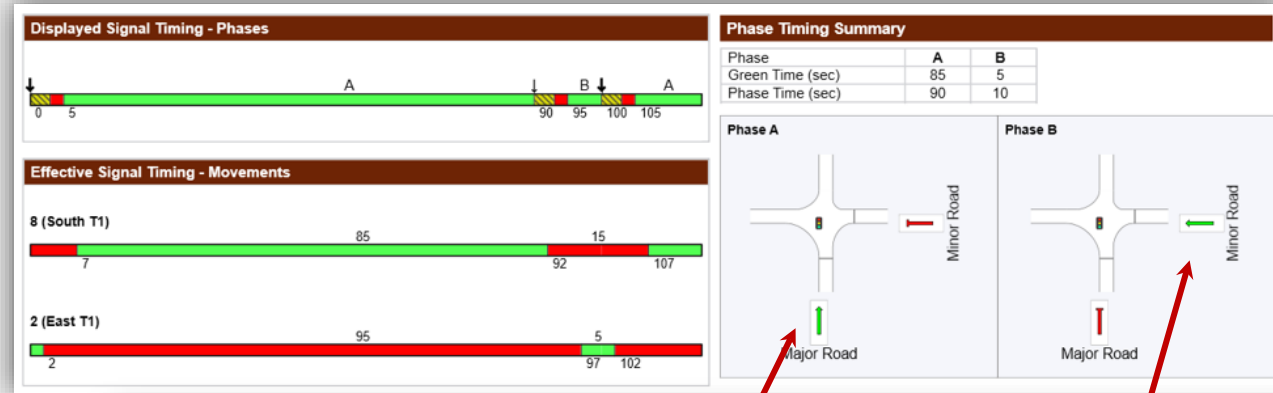 Displayed Signal Timing - Phases
A B A
0 5 90 95 100 105
Effective Signal Timing - Movements
8 (South T1)
85 15
7 92 107
2 (East T1)
95 5
2 97 102
Phase Timing Summary
Phase A B
Green Time (sec) 85 5
Phase Time (sec) 90 10
Phase A
Minor Road
Major Road
Phase B
Minor Road
Major Road